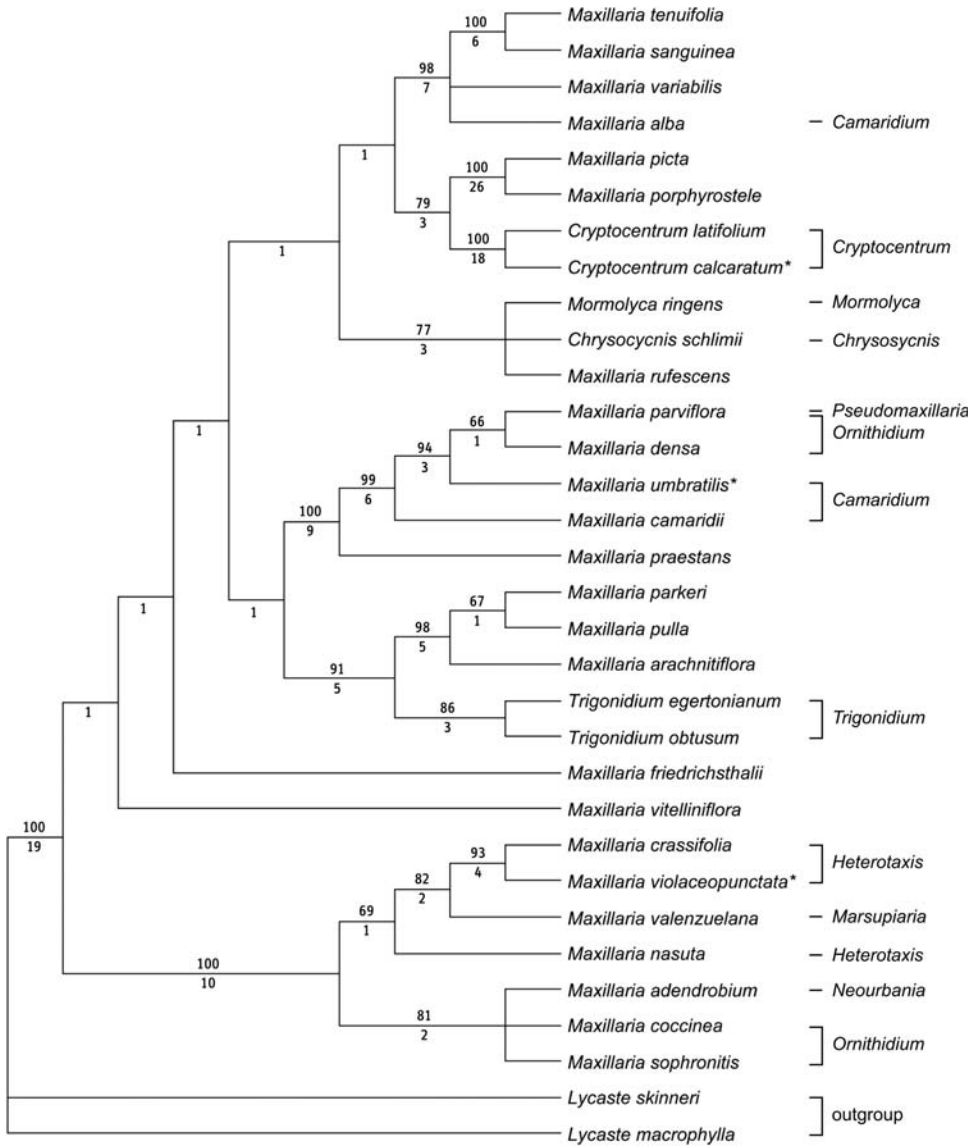 Maxillaria tenuifolia
100
6
Maxillaria sanguinea
98
7
Maxillaria variabilis
Maxillaria alba
Camaridium
1
Maxillaria picta
100
26
Maxillaria porphyrostele
79
3
Cryptocentrum latifolium
100
18
Cryptocentrum
Cryptocentrum calcaratum*
1
Mormolyca ringens
Mormolyca
77
3
Chrysocycnis schlimii
Chrysosycnis
Maxillaria rufescens
Maxillaria parviflora
Pseudomaxillaria
1
66
1
Ornithidium
Maxillaria densa
94
3
Maxillaria umbratilis*
99
6
Camaridium
Maxillaria camaridii
100
9
Maxillaria praestans
Maxillaria parkeri
1
1
67
1
Maxillaria pulla
98
5
Maxillaria arachnitiflora
91
5
Trigonidium egertonianum
86
3
Trigonidium
Trigonidium obtusum
1
Maxillaria friedrichsthalii
Maxillaria vitelliniflora
100
19
Maxillaria crassifolia
93
4
Heterotaxis
Maxillaria violaceopunctata*
82
2
Maxillaria valenzuelana
Marsupiaria
69
1
Maxillaria nasuta
Heterotaxis
100
10
Maxillaria adendrobium
Neourbania
81
2
Maxillaria coccinea
Ornithidium
Maxillaria sophronitis
Lycaste skinneri
outgroup
Lycaste macrophylla